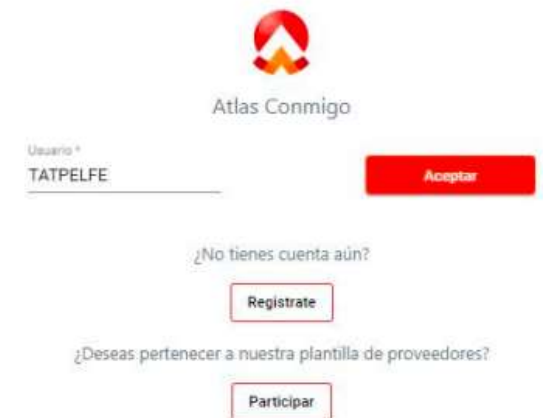 Atlas Conmigo
Usuario *
TATPELFE
Aceptar
¿No tienes cuenta aún?
Registrate
¿Deseas pertenecer a nuestra plantilla de proveedores?
Participar